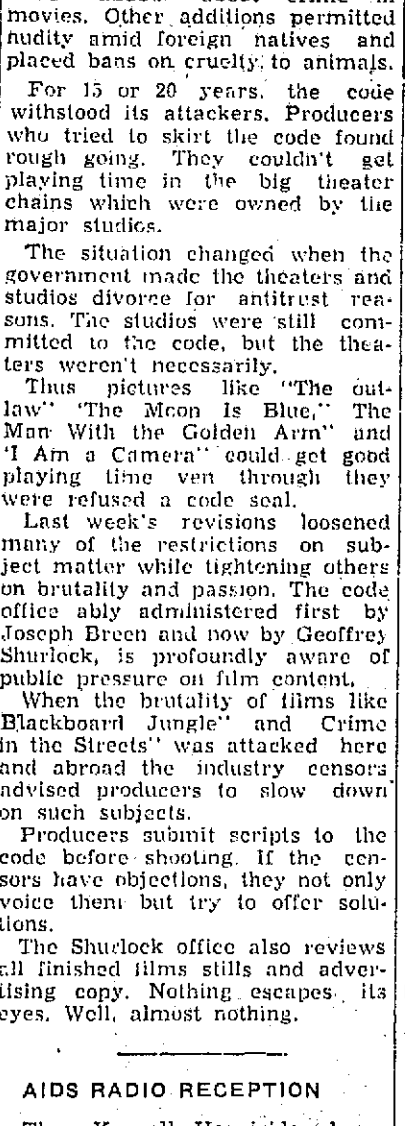 movies. Other additions permitted
nudity amid foreign natives and
placed bans on cruelty to animals.
For 15 or 20 years, the code
withstood its attackers. Producers
who tried to skirt the code found
rough going. They couldn't get
playing time in the big theater
chains which were owned by the
major studios.
The situation changed when the
government made the theaters and
studios divorce for antitrust rea-
sons. The studios were still com-
mitted to the code, but the thea-
ters weren't necessarily.
Thus pictures like "The out-
law" 'The Moon Is Blue," The
Man With the Golden Arm" and
'I Am a Camera" could get good
playing time ven through they
were refused a code seal.
Last week's revisions loosened
many of the restrictions on sub-
ject matter while tightening others
on brutality and passion. The code
office ably administered first by
Joseph Breen and now by Geoffrey
Shurlock, is profoundly aware of
public pressure on film content.
When the brutality of films like
Blackboard Jungle" and Crime
in the Streets" was attacked here
and abroad the industry censors
advised producers to slow down
on such subjects.
Producers submit scripts to the
code before shooting. If the cen-
sors have objections, they not only
voice them but try to offer solu-
tions.
The Shurlock office also reviews
all finished films stills and adver-
tising copy. Nothing escapes its
eyes. Well, almost nothing.
AIDS RADIO RECEPTION